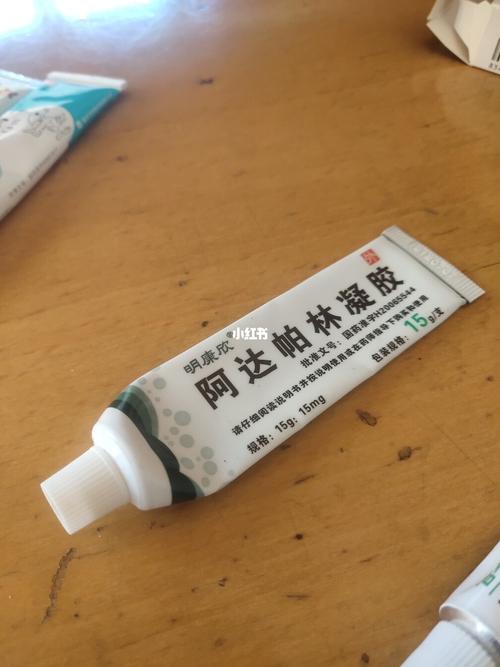 小红书
明康欣
外
阿达帕林凝胶
批准文号：国药准字H20065544
请仔细阅读说明书并按说明使用或在药师指导下购买和使用
规格：15g：15mg
包装规格：15g/支